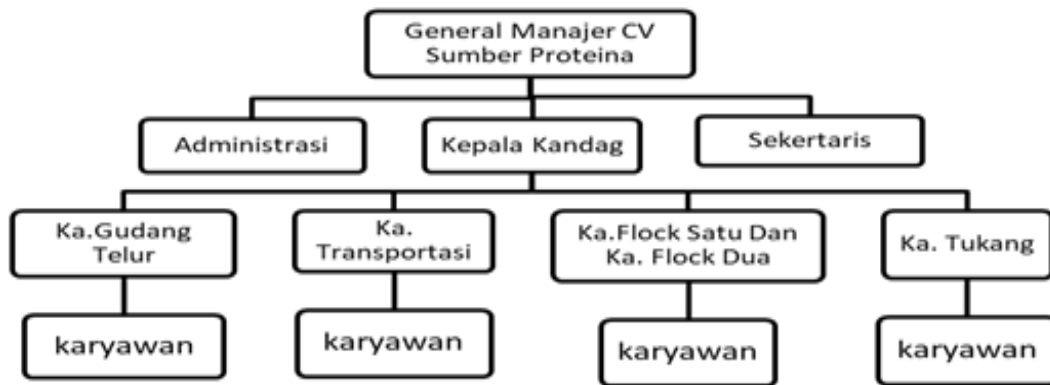 General Manajer CV
Sumber Proteina
Administrasi
Kepala Kandag
Sekertaris
Ka.Gudang
Telur
Ka.
Transportasi
Ka.Flock Satu Dan
Ka. Flock Dua
Ka. Tukang
karyawan
karyawan
karyawan
karyawan